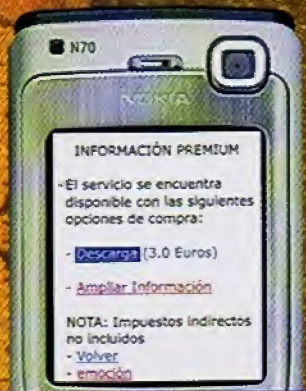 N70
NOKIA
INFORMACIÓN PREMIUM
-El servicio se encuentra
disponible con las siguientes
opciones de compra:
- Descarga (3.0 Euros)
- Ampliar Información
NOTA: Impuestos indirectos
no incluidos
- Volver
- emoción